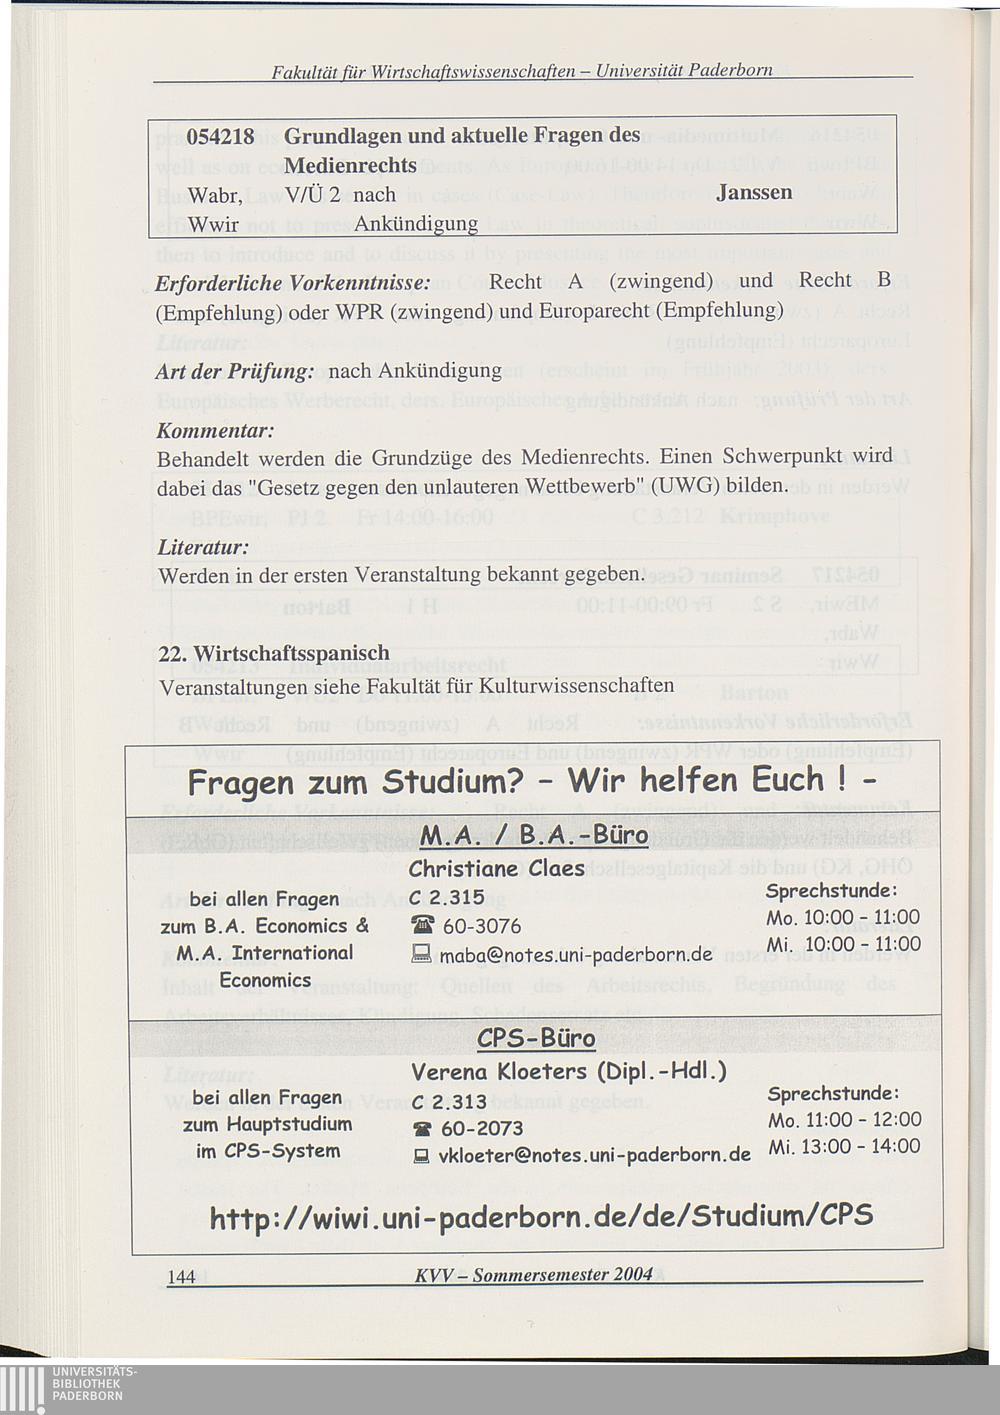 Fakultät für Wirtschaftswissenschaften – Universität Paderborn
054218 Grundlagen und aktuelle Fragen des
Medienrechts
Wabr, V/Ü 2 nach Janssen
Wwir Ankündigung
Erforderliche Vorkenntnisse: Recht A (zwingend) und Recht B
(Empfehlung) oder WPR (zwingend) und Europarecht (Empfehlung)
Art der Prüfung: nach Ankündigung
Kommentar:
Behandelt werden die Grundzüge des Medienrechts. Einen Schwerpunkt wird
dabei das "Gesetz gegen den unlauteren Wettbewerb" (UWG) bilden.
Literatur:
Werden in der ersten Veranstaltung bekannt gegeben.
22. Wirtschaftsspanisch
Veranstaltungen siehe Fakultät für Kulturwissenschaften
Fragen zum Studium? - Wir helfen Euch ! -
M.A. / B.A. -Büro
bei allen Fragen
zum B.A. Economics &
M.A. International
Economics
Christiane Claes
C 2.315
☎ 60-3076
maba@notes.uni-paderborn.de
Sprechstunde:
Mo. 10:00 - 11:00
Mi. 10:00 - 11:00
CPS-Büro
bei allen Fragen
zum Hauptstudium
im CPS-System
Verena Kloeters (Dipl.-Hdl.)
C 2.313
☎ 60-2073
vkloeter@notes.uni-paderborn.de
Sprechstunde:
Mo. 11:00 - 12:00
Mi. 13:00 - 14:00
http://wiwi.uni-paderborn.de/de/Studium/CPS
144 KVV – Sommersemester 2004
UNIVERSITÄTS-
BIBLIOTHEK
PADERBORN